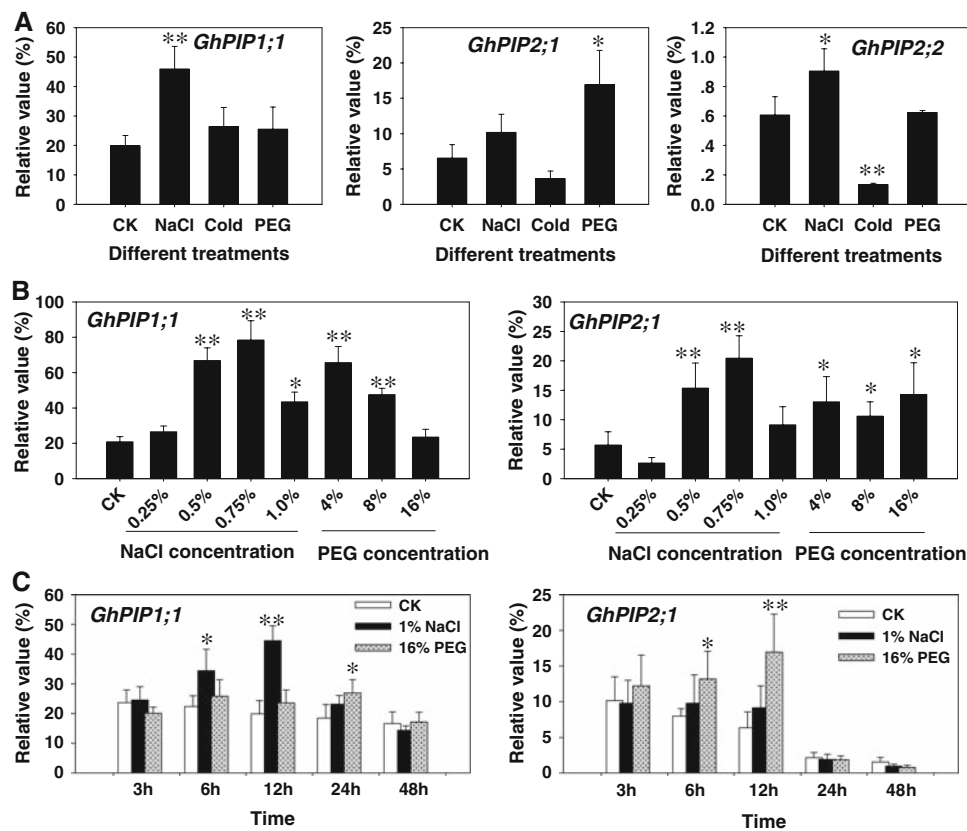 A
GhPIP1;1
Relative value (%)
60
50
40
30
20
10
0
**
CK NaCl Cold PEG
Different treatments
GhPIP2;1
Relative value (%)
25
20
15
10
5
0
*
CK NaCl Cold PEG
Different treatments
GhPIP2;2
Relative value (%)
1.2
1.0
.8
.6
.4
.2
0.0
*
**
CK NaCl Cold PEG
Different treatments
B
GhPIP1;1
Relative value (%)
100
80
60
40
20
0
** ** * ** **
CK 0.25% 0.5% 0.75% 1.0% 4% 8% 16%
NaCl concentration PEG concentration
GhPIP2;1
Relative value (%)
30
25
20
15
10
5
0
** ** * * *
CK 0.25% 0.5% 0.75% 1.0% 4% 8% 16%
NaCl concentration PEG concentration
C
GhPIP1;1
Relative value (%)
60
50
40
30
20
10
0
CK
1% NaCl
16% PEG
* ** *
3h 6h 12h 24h 48h
Time
GhPIP2;1
Relative value (%)
25
20
15
10
5
0
CK
1% NaCl
16% PEG
* **
3h 6h 12h 24h 48h
Time